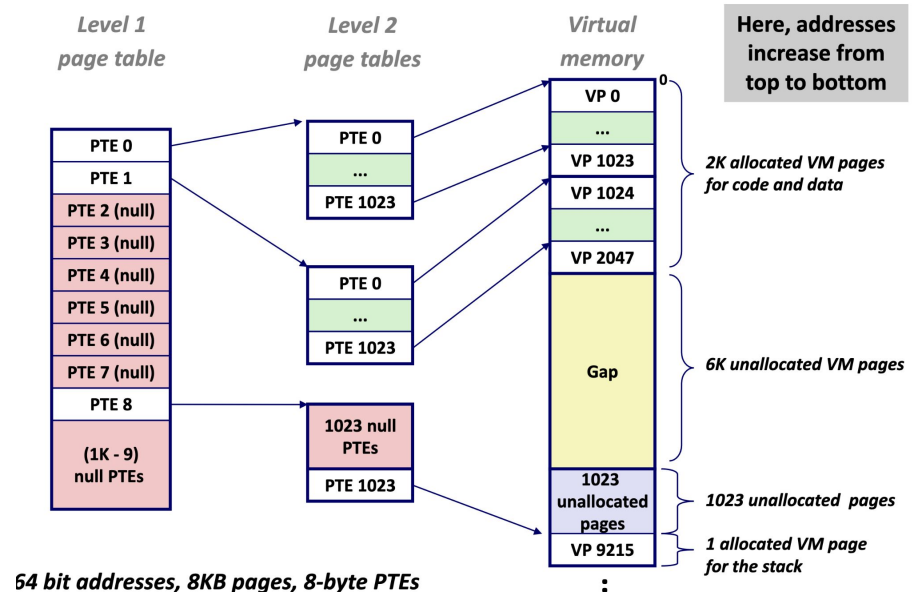 Level 1
page table
Level 2
page tables
Virtual
memory
Here, addresses
increase from
top to bottom
PTE 0
PTE 1
PTE 2 (null)
PTE 3 (null)
PTE 4 (null)
PTE 5 (null)
PTE 6 (null)
PTE 7 (null)
PTE 8
(1K - 9)
null PTEs
PTE 0
...
PTE 1023
PTE 0
...
PTE 1023
1023 null
PTEs
PTE 1023
0
VP 0
...
VP 1023
VP 1024
...
VP 2047
Gap
1023
unallocated
pages
VP 9215
2K allocated VM pages
for code and data
6K unallocated VM pages
1023 unallocated pages
1 allocated VM page
for the stack
64 bit addresses, 8KB pages, 8-byte PTEs